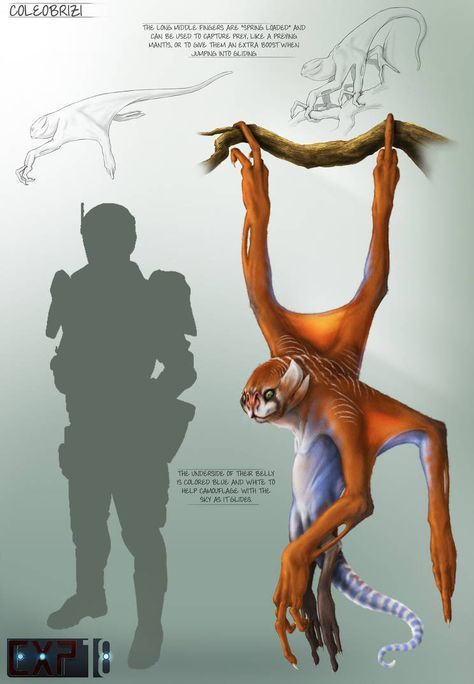 COLEOBRIZI
THE LONG MIDDLE FINGERS ARE "SPRING LOADED" AND
CAN BE USED TO CAPTURE PREY, LIKE A PREYING
MANTIS, OR TO GIVE THEM AN EXTRA BOOST WHEN
JUMPING INTO GLIDING
THE UNDERSIDE OF THEIR BELLY
IS COLORED BLUE AND WHITE TO
HELP CAMOUFLAGE WITH THE
SKY AS IT GLIDES.
EXP18